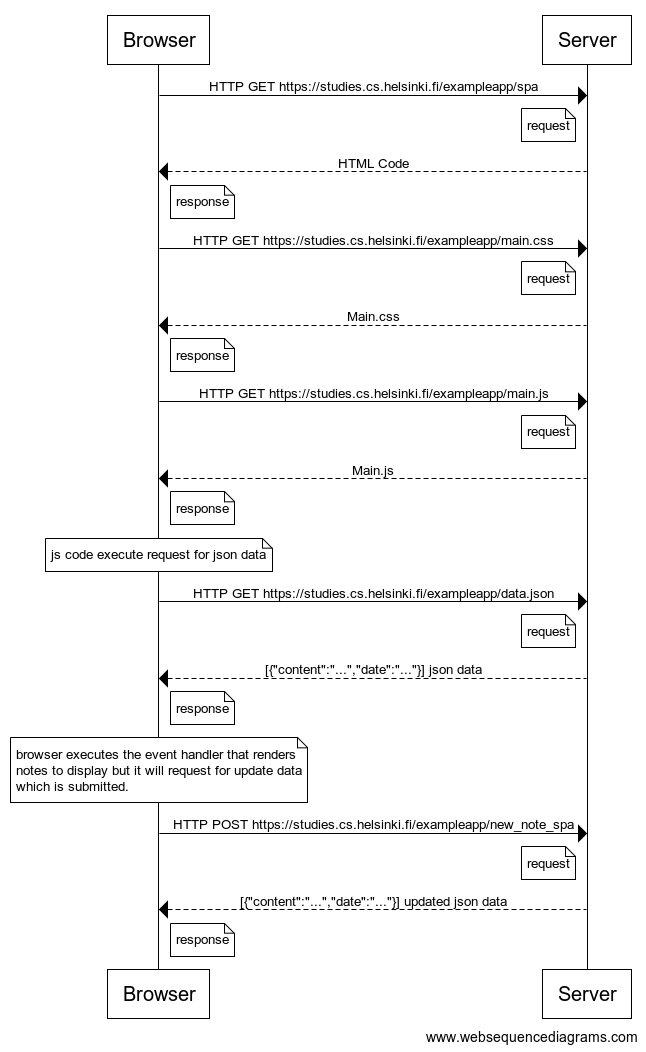 Browser
Server
HTTP GET https://studies.cs.helsinki.fi/exampleapp/spa
request
HTML Code
response
HTTP GET https://studies.cs.helsinki.fi/exampleapp/main.css
request
Main.css
response
HTTP GET https://studies.cs.helsinki.fi/exampleapp/main.js
request
Main.js
response
js code execute request for json data
HTTP GET https://studies.cs.helsinki.fi/exampleapp/data.json
request
[{"content":"...","date":"..."}] json data
response
browser executes the event handler that renders
notes to display but it will request for update data
which is submitted.
HTTP POST https://studies.cs.helsinki.fi/exampleapp/new_note_spa
request
[{"content":"...","date":"..."}] updated json data
response
Browser
Server
www.websequencediagrams.com